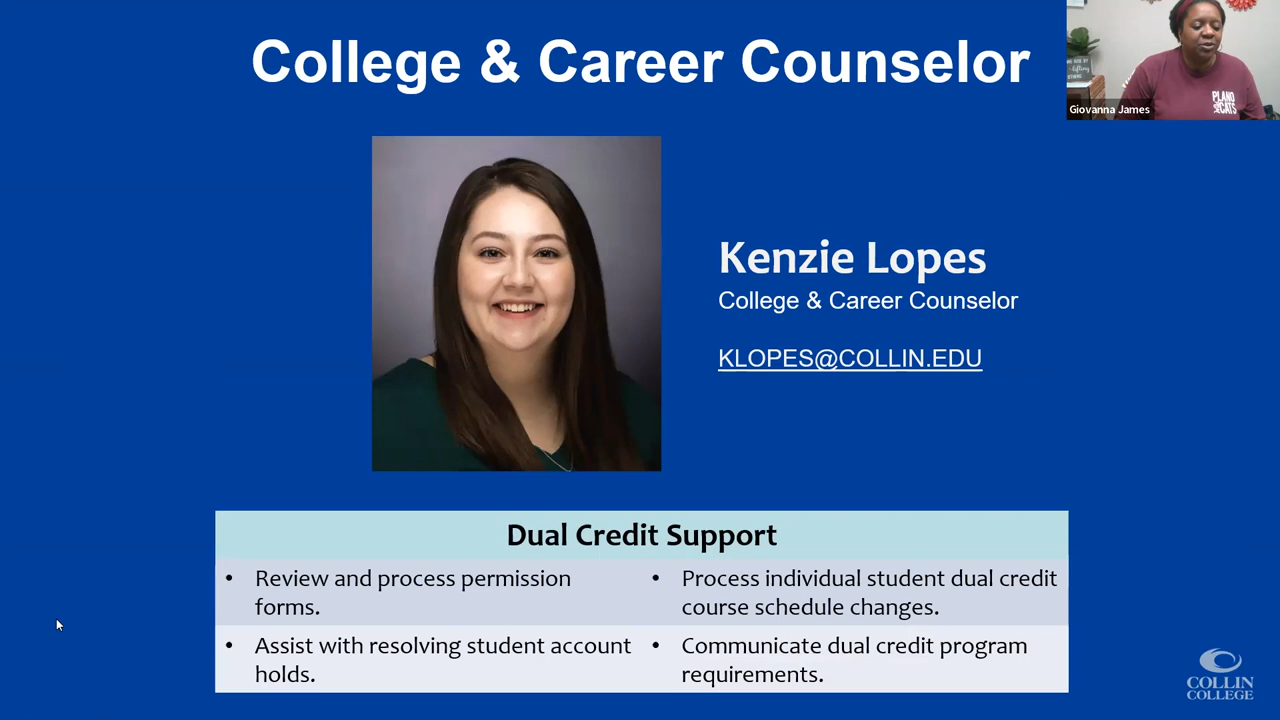 College & Career Counselor
Giovanna James
PLANO
CATS
Kenzie Lopes
College & Career Counselor
KLOPES@COLLIN.EDU
Dual Credit Support
• Review and process permission
forms.
• Process individual student dual credit
course schedule changes.
• Assist with resolving student account
holds.
• Communicate dual credit program
requirements.
COLLIN
COLLEGE